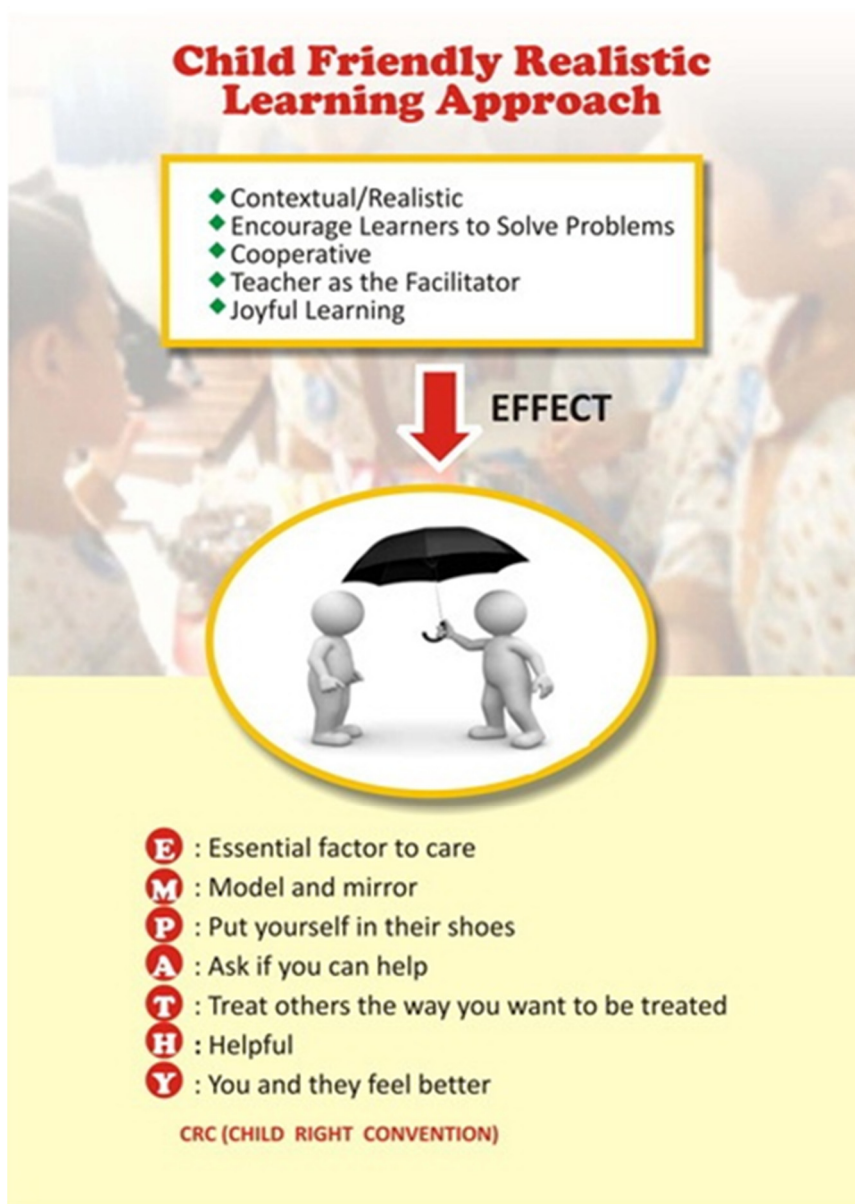 Child Friendly Realistic
Learning Approach
Contextual/Realistic
Encourage Learners to Solve Problems
Cooperative
Teacher as the Facilitator
Joyful Learning
EFFECT
E : Essential factor to care
M : Model and mirror
P : Put yourself in their shoes
A : Ask if you can help
T : Treat others the way you want to be treated
H : Helpful
Y : You and they feel better
CRC (CHILD RIGHT CONVENTION)